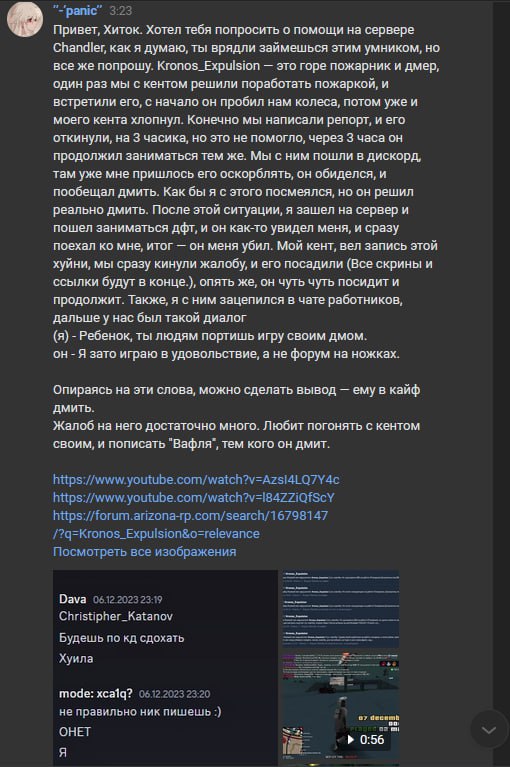 "-'panic" 3:23
Привет, Хиток. Хотел тебя попросить о помощи на сервере
Chandler, как я думаю, ты врядли займешься этим умником, но
все же попрошу. Kronos_Expulsion — это горе пожарник и дмер,
один раз мы с кентом решили поработать пожаркой, и
встретили его, с начало он пробил нам колеса, потом уже и
моего кента хлопнул. Конечно мы написали репорт, и его
откинули, на 3 часика, но это не помогло, через 3 часа он
продолжил заниматься тем же. Мы с ним пошли в дискорд,
там уже мне пришлось его оскорблять, он обиделся, и
пообещал дмить. Как бы я с этого посмеялся, но он решил
реально дмить. После этой ситуации, я зашел на сервер и
пошел заниматься дфт, и он как-то увидел меня, и сразу
поехал ко мне, итог — он меня убил. Мой кент, вел запись этой
хуйни, мы сразу кинули жалобу, и его посадили (Все скрины и
ссылки будут в конце.), опять же, он чуть чуть посидит и
продолжит. Также, я с ним зацепился в чате работников,
дальше у нас был такой диалог
(я) - Ребенок, ты людям портишь игру своим дмом.
он - Я зато играю в удовольствие, а не форум на ножках.
Опираясь на эти слова, можно сделать вывод — ему в кайф
дмить.
Жалоб на него достаточно много. Любит погонять с кентом
своим, и пописать "Вафля", тем кого он дмит.
https://www.youtube.com/watch?v=AzsI4LQ7Y4c
https://www.youtube.com/watch?v=l84ZZiQfScY
https://forum.arizona-rp.com/search/16798147
/?q=Kronos_Expulsion&o=relevance
Посмотреть все изображения
Dava 06.12.2023 23:19
Christipher_Katanov
Будешь по кд сдохать
Хуила
mode: xca1q? 06.12.2023 23:20
не правильно ник пишешь :)
ОНЕТ
Я
07 decemb
0:56